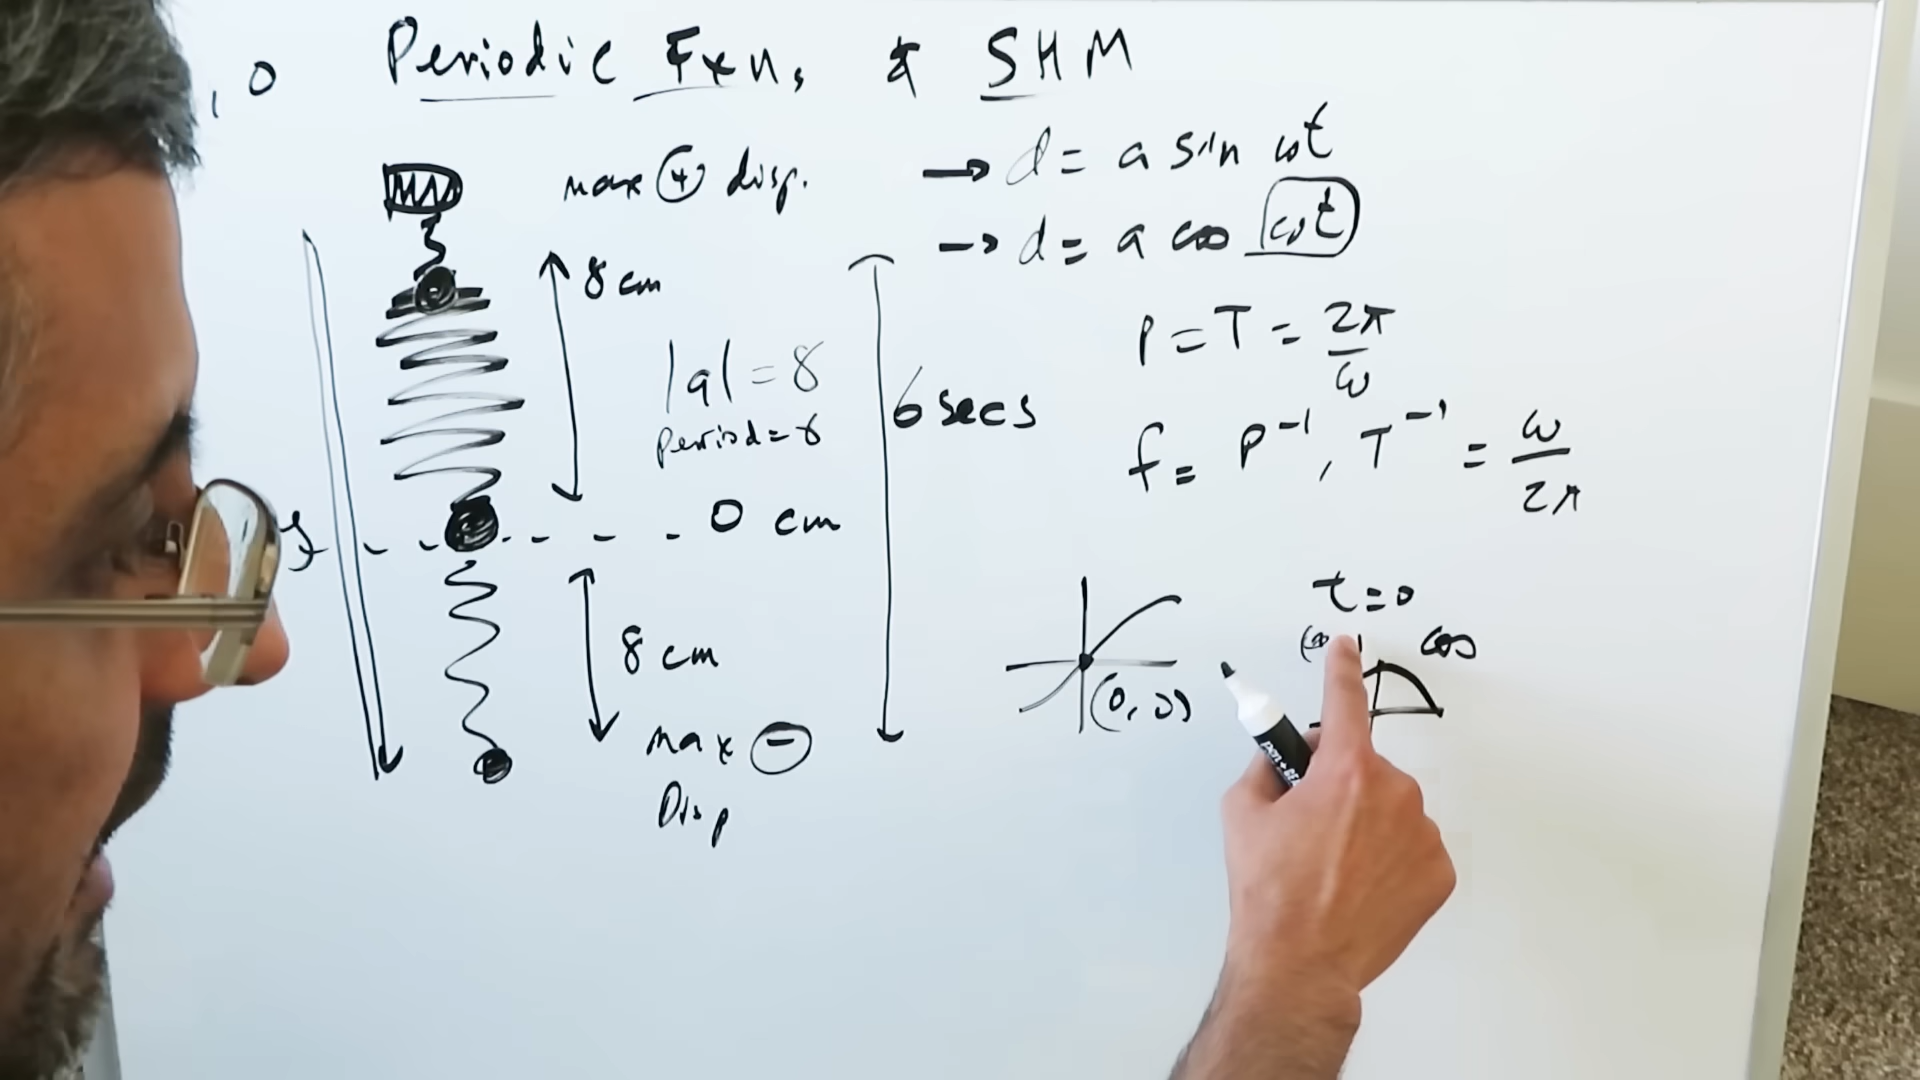 , 0 Periodic Fxn, & SHM
max + disp.
→ d = a sin ωt
→ d = a cos ωt
8 cm
P = T = 2π/ω
|a| = 8
period = 6
6 secs
f = P⁻¹, T⁻¹ = ω/2π
0 cm
t = 0
cos
8 cm
(0, 0)
max −
Disp